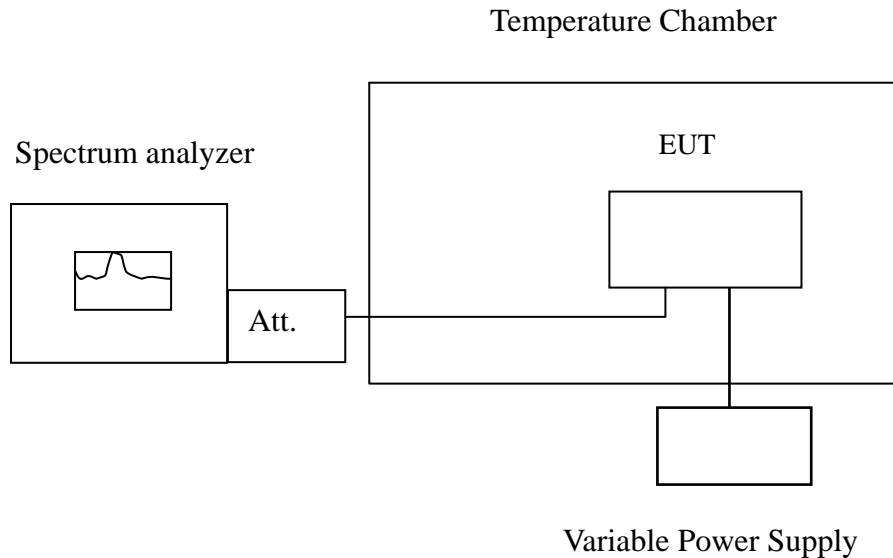 Temperature Chamber
Spectrum analyzer
EUT
Att.
Variable Power Supply